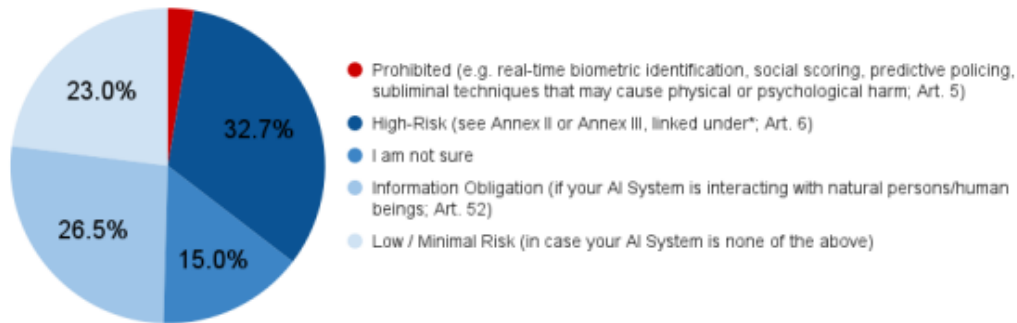 23.0%
32.7%
26.5%
15.0%
Prohibited (e.g. real-time biometric identification, social scoring, predictive policing,
subliminal techniques that may cause physical or psychological harm; Art. 5)
High-Risk (see Annex II or Annex III, linked under*; Art. 6)
I am not sure
Information Obligation (if your AI System is interacting with natural persons/human
beings; Art. 52)
Low / Minimal Risk (in case your AI System is none of the above)